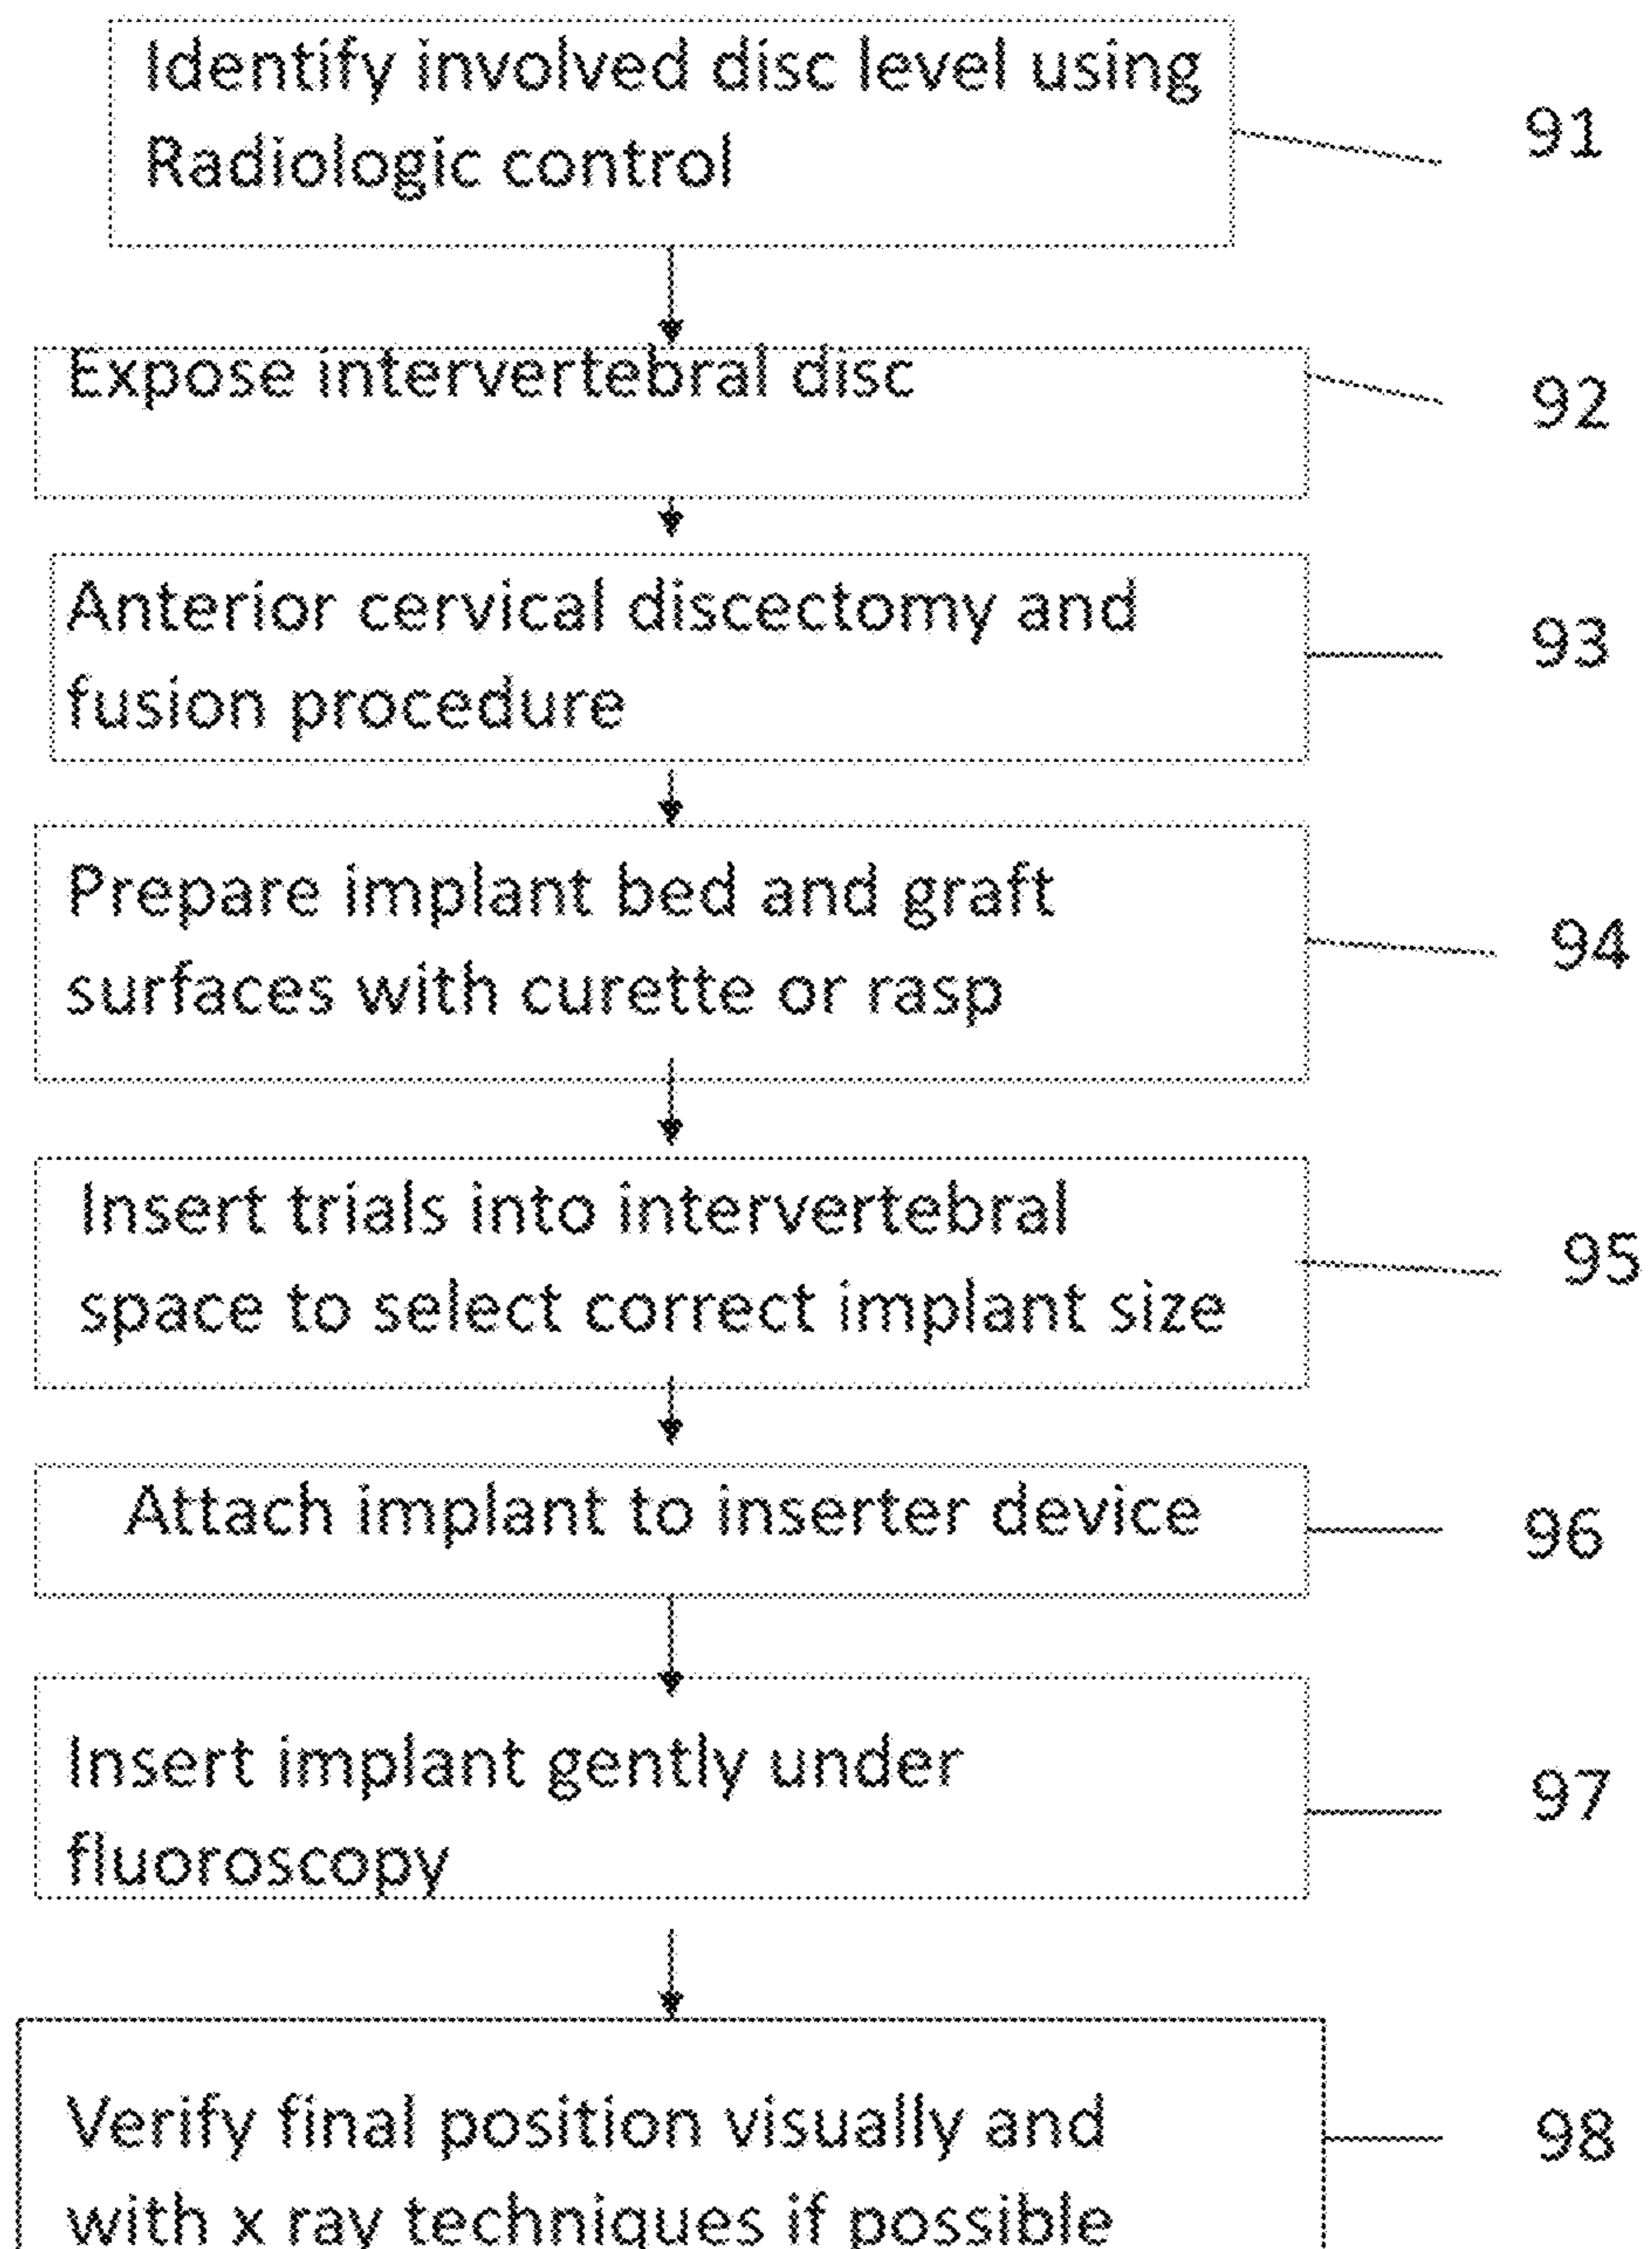 Identify involved disc level using
Radiologic control
91
Expose intervertebral disc
92
Anterior cervical discectomy and
fusion procedure
93
Prepare implant bed and graft
surfaces with curette or rasp
94
Insert trials into intervertebral
space to select correct implant size
95
Attach implant to inserter device
96
Insert implant gently under
fluoroscopy
97
Verify final position visually and
with x ray techniques if possible
98